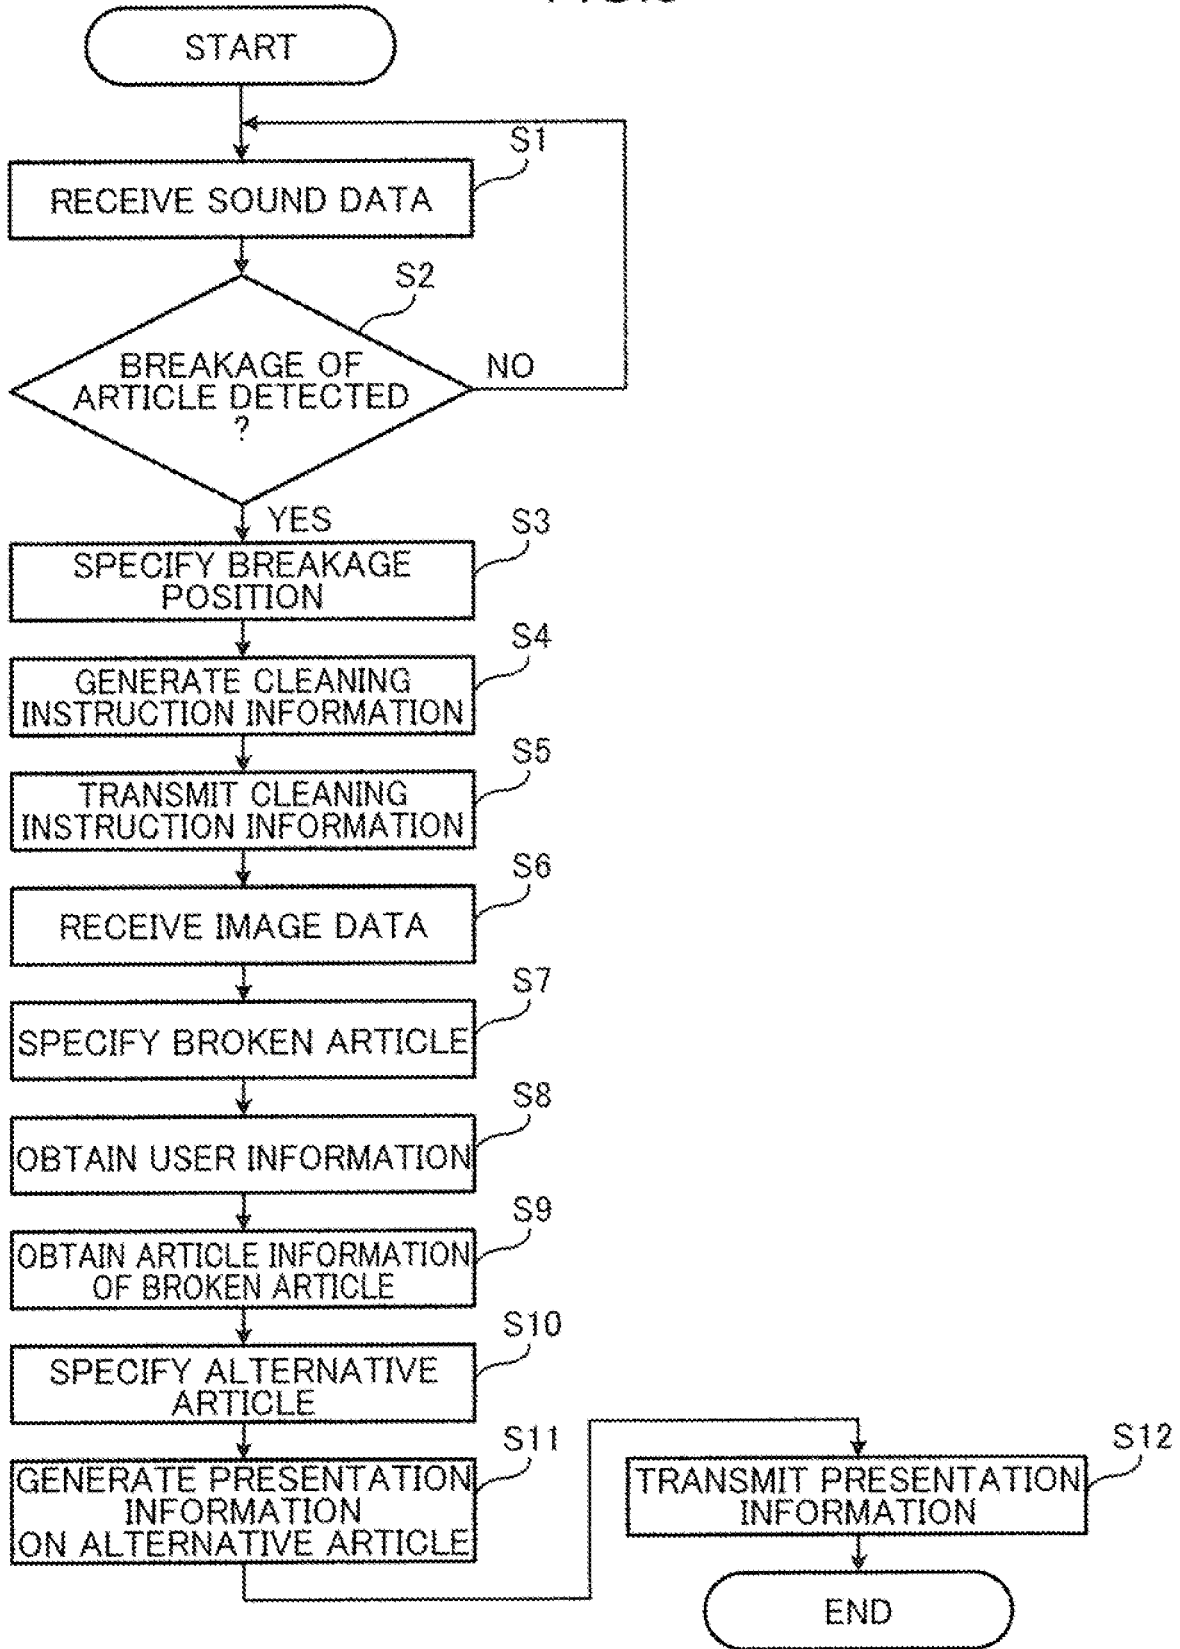 START
S1
RECEIVE SOUND DATA
S2
BREAKAGE OF
ARTICLE DETECTED
?
NO
YES
S3
SPECIFY BREAKAGE
POSITION
S4
GENERATE CLEANING
INSTRUCTION INFORMATION
S5
TRANSMIT CLEANING
INSTRUCTION INFORMATION
S6
RECEIVE IMAGE DATA
S7
SPECIFY BROKEN ARTICLE
S8
OBTAIN USER INFORMATION
S9
OBTAIN ARTICLE INFORMATION
OF BROKEN ARTICLE
S10
SPECIFY ALTERNATIVE
ARTICLE
S11
GENERATE PRESENTATION
INFORMATION
ON ALTERNATIVE ARTICLE
S12
TRANSMIT PRESENTATION
INFORMATION
END